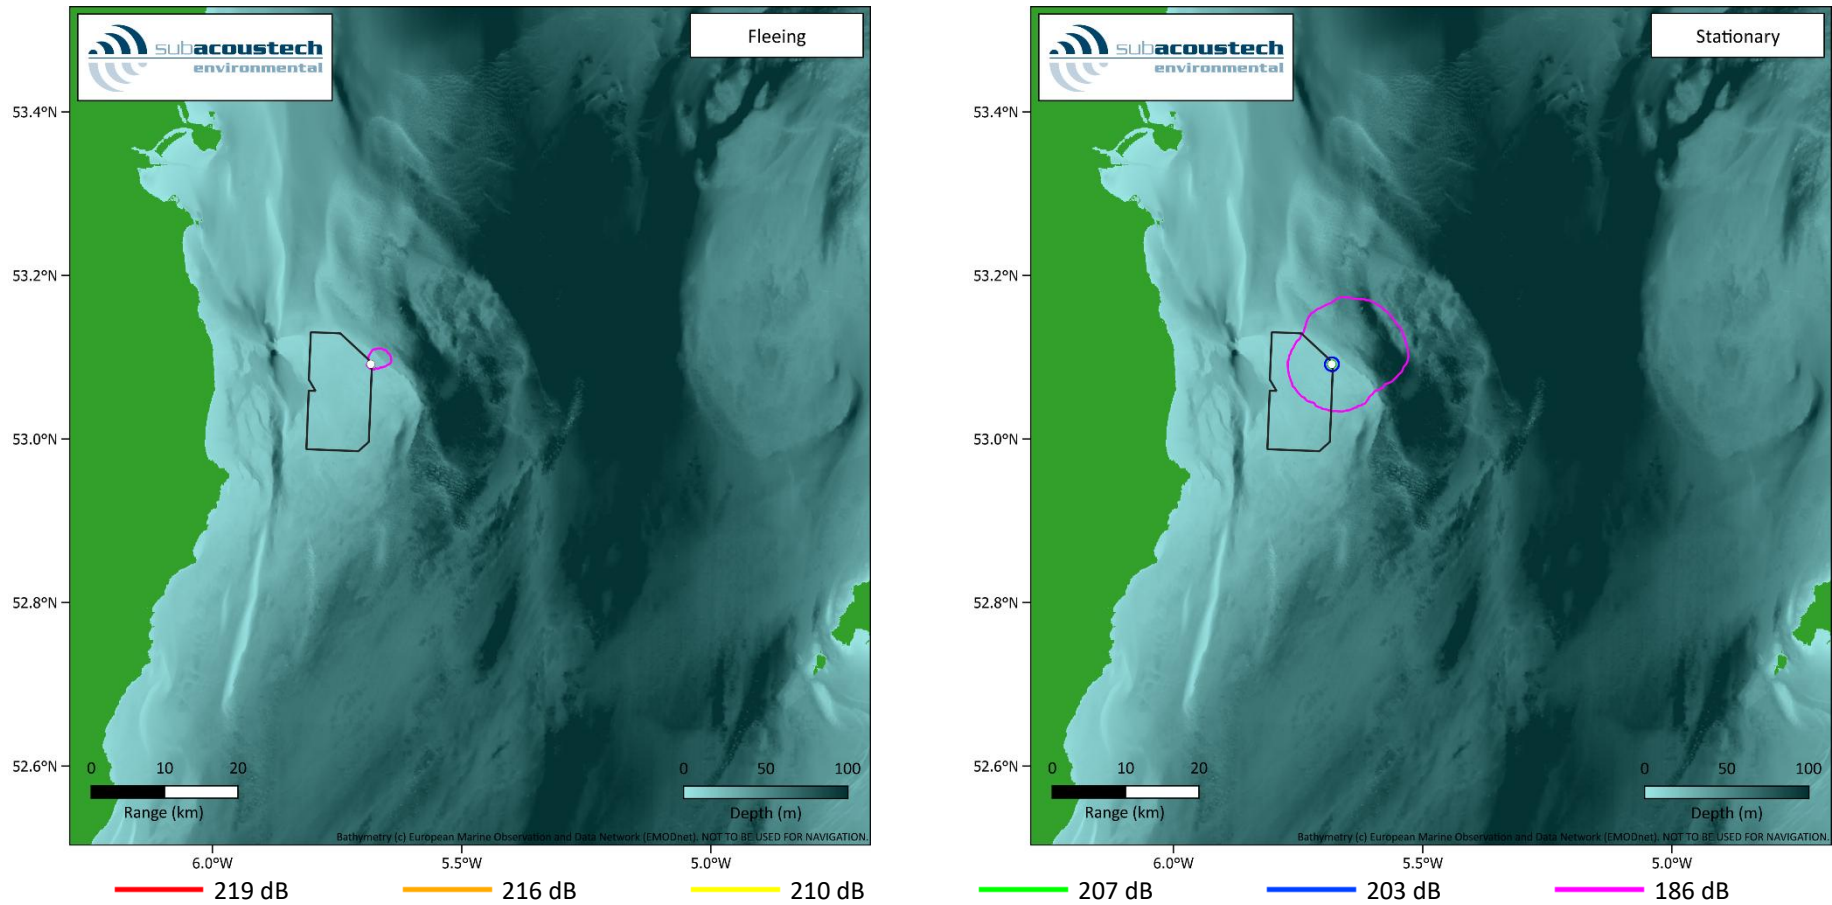 subacoustech
environmental
Fleeing
53.4°N
53.2°N
53.0°N
52.8°N
52.6°N
0 10 20
Range (km)
0 50 100
Depth (m)
Bathymetry (c) European Marine Observation and Data Network (EMODnet). NOT TO BE USED FOR NAVIGATION.
6.0°W 5.5°W 5.0°W
subacoustech
environmental
Stationary
53.4°N
53.2°N
53.0°N
52.8°N
52.6°N
0 10 20
Range (km)
0 50 100
Depth (m)
Bathymetry (c) European Marine Observation and Data Network (EMODnet). NOT TO BE USED FOR NAVIGATION.
6.0°W 5.5°W 5.0°W
219 dB 216 dB 210 dB 207 dB 203 dB 186 dB